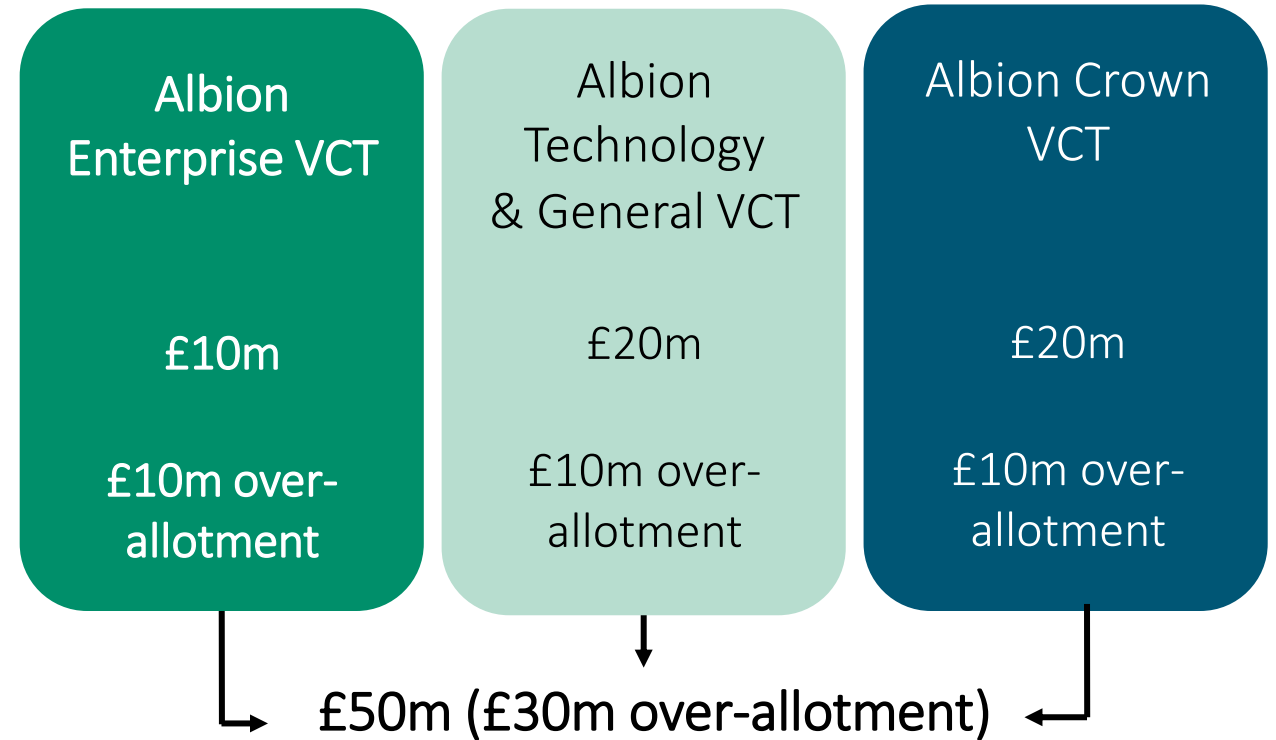 Albion
Enterprise VCT
£10m
£10m over-
allotment
Albion
Technology
& General VCT
£20m
£10m over-
allotment
Albion Crown
VCT
£20m
£10m over-
allotment
£50m (£30m over-allotment)